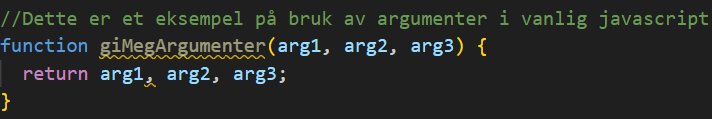 //Dette er et eksempel på bruk av argumenter i vanlig javascript
function giMegArgumenter(arg1, arg2, arg3) {
  return arg1, arg2, arg3;
}